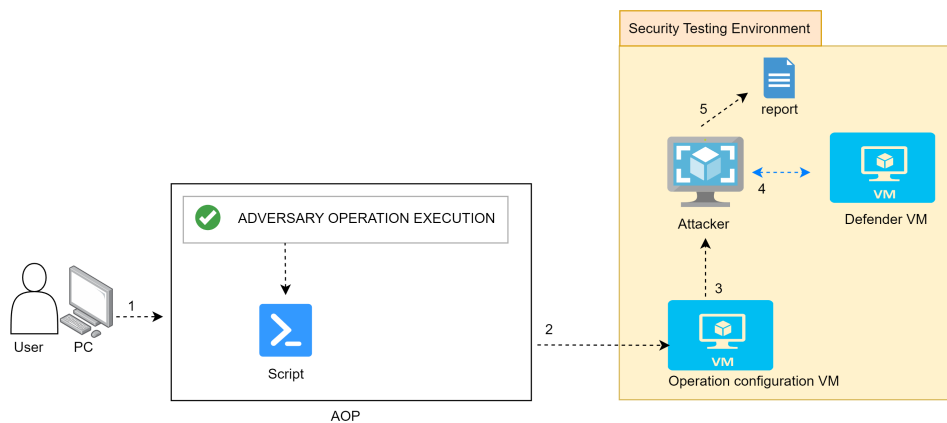 Security Testing Environment
report
5
Attacker
4
VM
Defender VM
ADVERSARY OPERATION EXECUTION
Script
AOP
User
PC
1
2
3
VM
Operation configuration VM